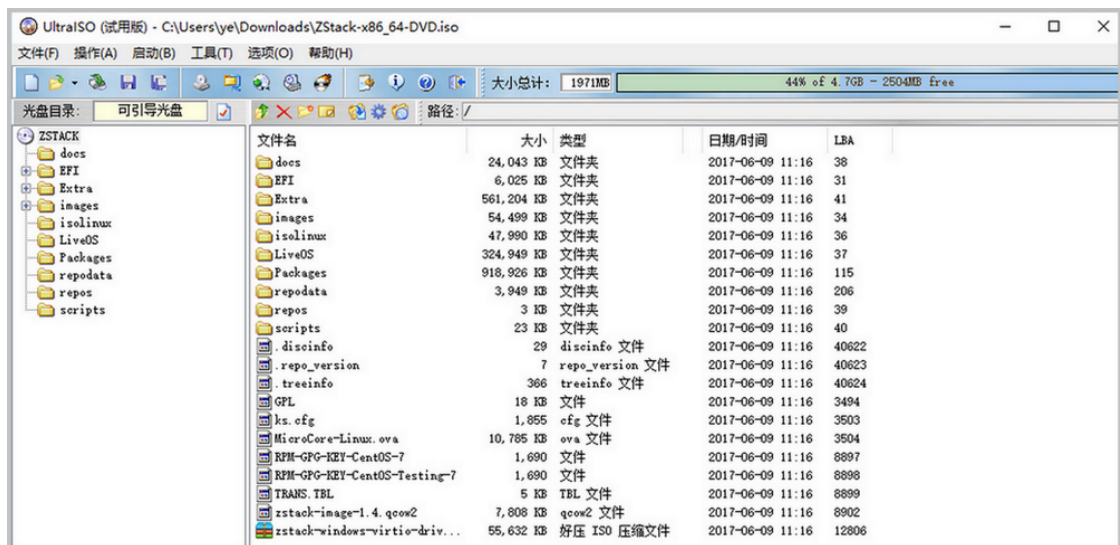 UltraISO (试用版) - C:\Users\ye\Downloads\ZStack-x86_64-DVD.iso
文件(F) 操作(A) 启动(B) 工具(T) 选项(O) 帮助(H)
大小总计: 1971MB 44% of 4.7GB - 2504MB free
光盘目录: 可引导光盘 路径: /
ZSTACK
docs
EFI
Extra
images
isolinux
LiveOS
Packages
repodata
repos
scripts
文件名 大小 类型 日期/时间 LBA
docs 24,043 KB 文件夹 2017-06-09 11:16 38
EFI 6,025 KB 文件夹 2017-06-09 11:16 31
Extra 561,204 KB 文件夹 2017-06-09 11:16 41
images 54,499 KB 文件夹 2017-06-09 11:16 34
isolinux 47,990 KB 文件夹 2017-06-09 11:16 36
LiveOS 324,949 KB 文件夹 2017-06-09 11:16 37
Packages 918,926 KB 文件夹 2017-06-09 11:16 115
repodata 3,949 KB 文件夹 2017-06-09 11:16 206
repos 3 KB 文件夹 2017-06-09 11:16 39
scripts 23 KB 文件夹 2017-06-09 11:16 40
.discinfo 29 discinfo 文件 2017-06-09 11:16 40622
.repo_version 7 repo_version 文件 2017-06-09 11:16 40623
.treeinfo 366 treeinfo 文件 2017-06-09 11:16 40624
GPL 18 KB 文件 2017-06-09 11:16 3494
ks.cfg 1,855 cfg 文件 2017-06-09 11:16 3503
MicroCore-Linux.ova 10,785 KB ova 文件 2017-06-09 11:16 3504
RPM-GPG-KEY-CentOS-7 1,690 文件 2017-06-09 11:16 8897
RPM-GPG-KEY-CentOS-Testing-7 1,690 文件 2017-06-09 11:16 8898
TRANS.TBL 5 KB TBL 文件 2017-06-09 11:16 8899
zstack-image-1.4.qcow2 7,808 KB qcow2 文件 2017-06-09 11:16 8902
zstack-windows-virtio-driv... 55,632 KB 好压 ISO 压缩文件 2017-06-09 11:16 12806